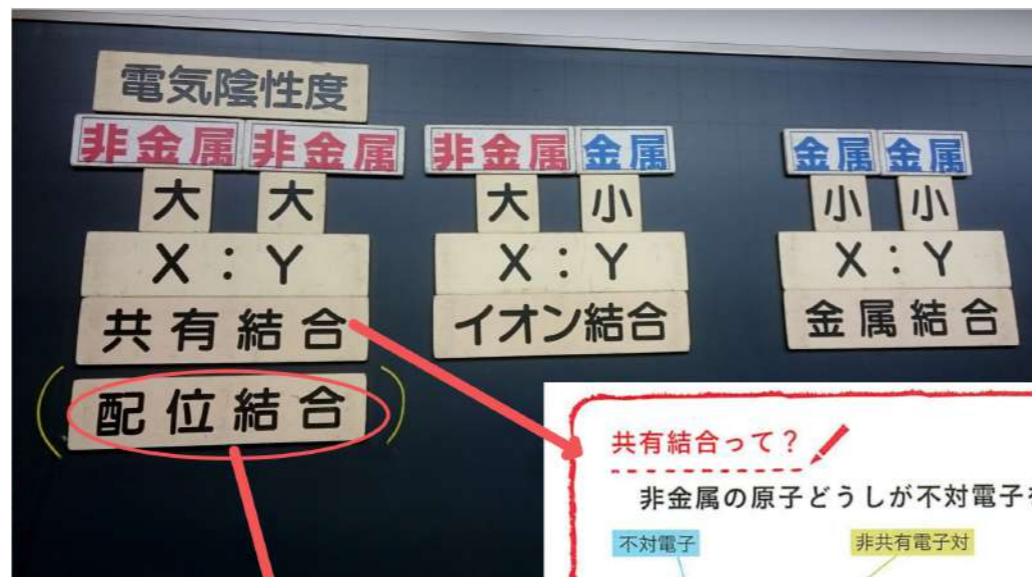 電気陰性度
非金属 非金属 非金属 金属 金属 金属
大 大 大 小 小 小
X:Y X:Y X:Y
共有結合 イオン結合 金属結合
(配位結合)
共有結合って?
非金属の原子どうしが不対電子
不対電子 非共有電子対